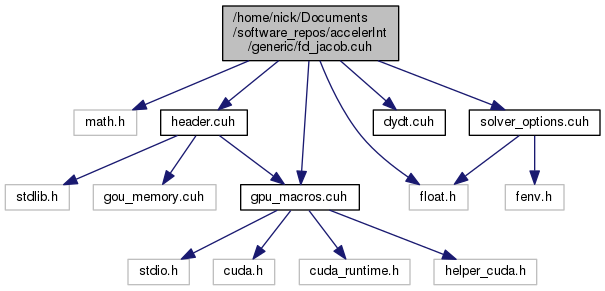 /home/nick/Documents
/software_repos/accelerInt
/generic/fd_jacob.cuh
math.h
header.cuh
dydt.cuh
solver_options.cuh
stdlib.h
gou_memory.cuh
gpu_macros.cuh
float.h
fenv.h
stdio.h
cuda.h
cuda_runtime.h
helper_cuda.h